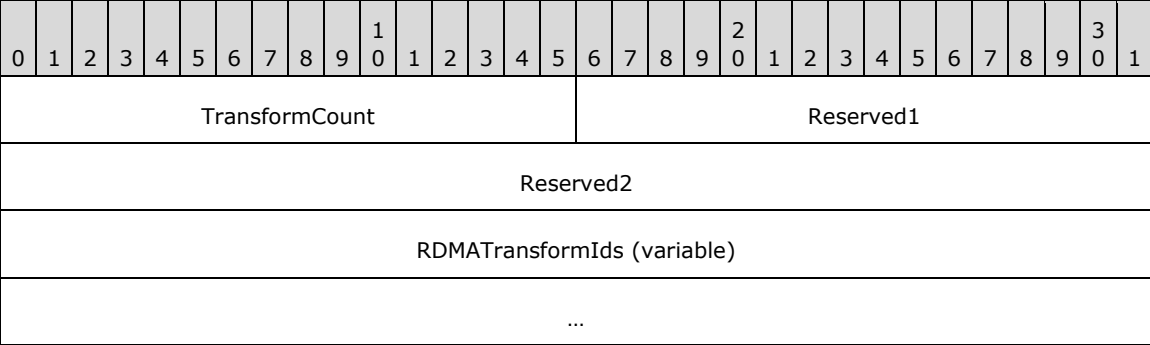 0 1 2 3 4 5 6 7 8 9 1 0 1 2 3 4 5 6 7 8 9 2 0 1 2 3 4 5 6 7 8 9 3 0 1
TransformCount Reserved1
Reserved2
RDMATransformIds (variable)
...